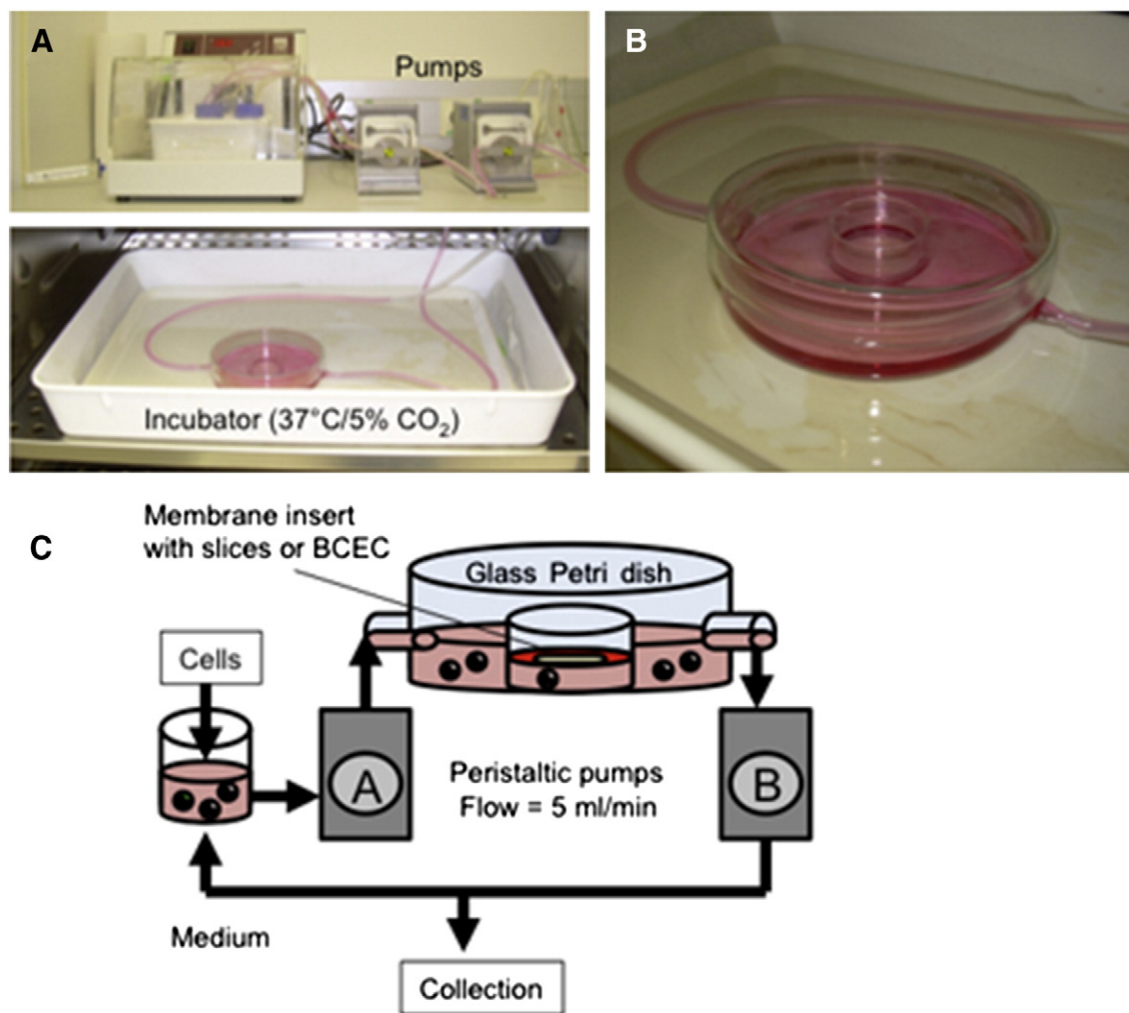 A
Pumps
Incubator (37°C/5% CO₂)
B
C
Membrane insert
with slices or BCEC
Glass Petri dish
Cells
A
Peristaltic pumps
Flow = 5 ml/min
B
Medium
Collection